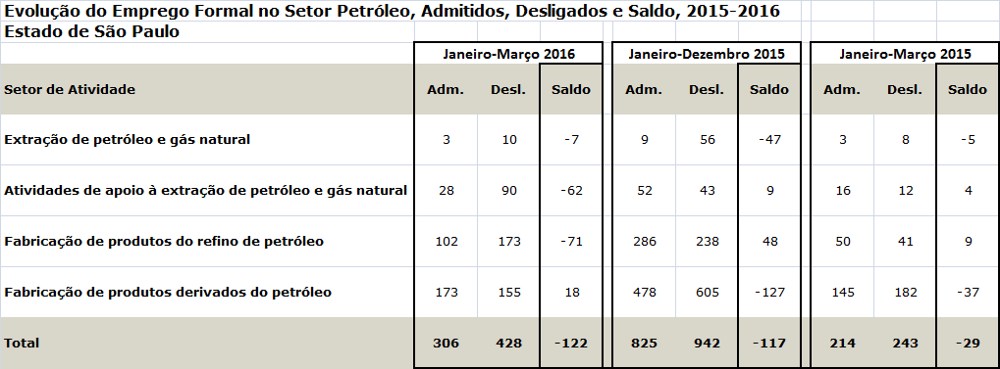 Evolução do Emprego Formal no Setor Petróleo, Admitidos, Desligados e Saldo, 2015-2016
Estado de São Paulo
Janeiro-Março 2016 Janeiro-Dezembro 2015 Janeiro-Março 2015
Setor de Atividade Adm. Desl. Saldo Adm. Desl. Saldo Adm. Desl. Saldo
Extração de petróleo e gás natural 3 10 -7 9 56 -47 3 8 -5
Atividades de apoio à extração de petróleo e gás natural 28 90 -62 52 43 9 16 12 4
Fabricação de produtos do refino de petróleo 102 173 -71 286 238 48 50 41 9
Fabricação de produtos derivados do petróleo 173 155 18 478 605 -127 145 182 -37
Total 306 428 -122 825 942 -117 214 243 -29